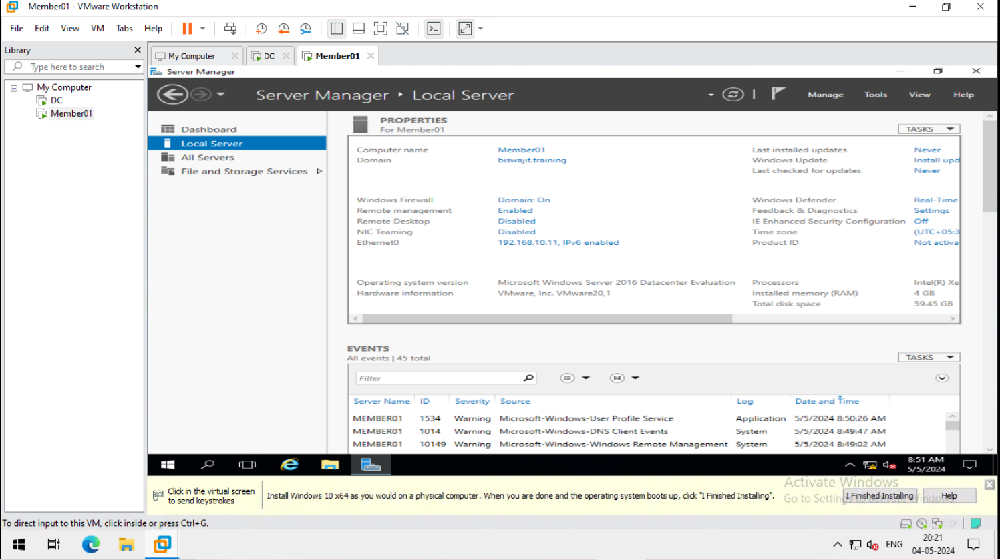 Member01 - VMware Workstation
File Edit View VM Tabs Help
Library
Type here to search
My Computer
DC
Member01
My Computer
DC
Member01
Server Manager
Server Manager Local Server
Manage Tools View Help
Dashboard
Local Server
All Servers
File and Storage Services
PROPERTIES
For Member01
TASKS
Computer name Member01 Last installed updates Never
Domain biswajit.training Windows Update Install upd
Last checked for updates Never
Windows Firewall Domain: On Windows Defender Real-Time
Remote management Enabled Feedback & Diagnostics Settings
Remote Desktop Disabled IE Enhanced Security Configuration Off
NIC Teaming Disabled Time zone (UTC+05:3
Ethernet0 192.168.10.11, IPv6 enabled Product ID Not activa
Operating system version Microsoft Windows Server 2016 Datacenter Evaluation Processors Intel(R) Xe
Hardware information VMware, Inc. VMware20,1 Installed memory (RAM) 4 GB
Total disk space 59.45 GB
EVENTS
All events | 45 total
TASKS
Filter
Server Name ID Severity Source Log Date and Time
MEMBER01 1534 Warning Microsoft-Windows-User Profile Service Application 5/5/2024 8:50:26 AM
MEMBER01 1014 Warning Microsoft-Windows-DNS Client Events System 5/5/2024 8:49:47 AM
MEMBER01 10149 Warning Microsoft-Windows-Windows Remote Management System 5/5/2024 8:49:02 AM
8:51 AM
5/5/2024
Click in the virtual screen
to send keystrokes
Install Windows 10 x64 as you would on a physical computer. When you are done and the operating system boots up, click "I Finished Installing".
I Finished Installing
Help
Activate Windows
Go to Settings to activate Windows.
To direct input to this VM, click inside or press Ctrl+G.
ENG
20:21
04-05-2024